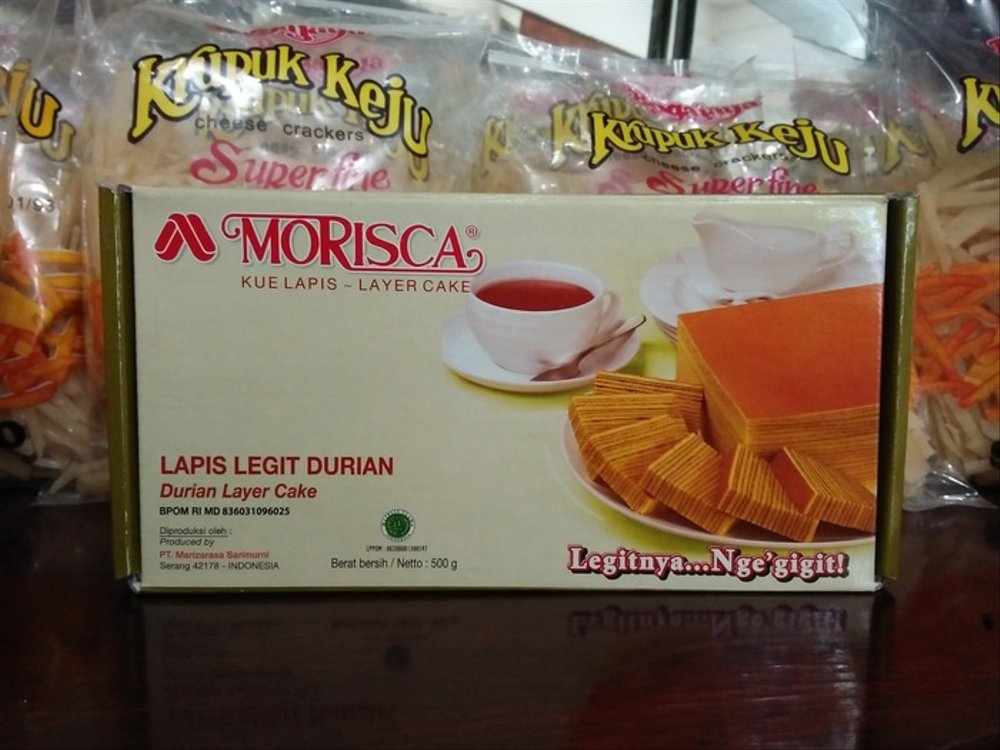 Krupuk Keju
cheese crackers
Super fine
Krupuk Keju
cheese crackers
Super fine
01/93
MORISCA®
KUE LAPIS ~ LAYER CAKE
LAPIS LEGIT DURIAN
Durian Layer Cake
BPOM RI MD 836031096025
Diproduksi oleh :
Produced by
PT. Marizarasa Sarimurni
Serang 42178 - INDONESIA
Berat bersih / Netto : 500 g
Legitnya...Nge'gigit!